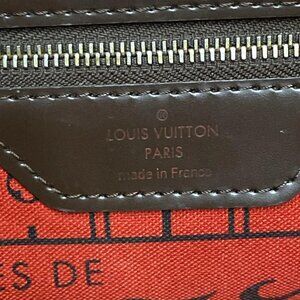 ®
LOUIS VUITTON
PARIS
made in France
ES DE